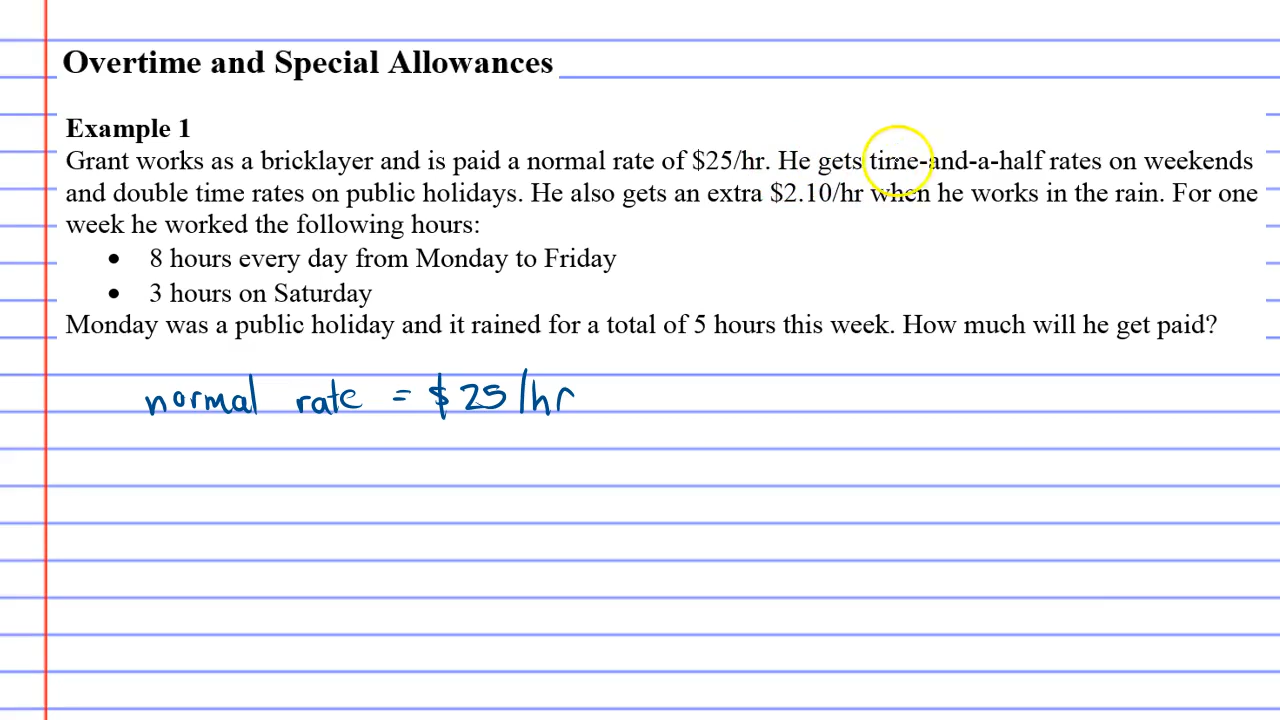 Overtime and Special Allowances
Example 1
Grant works as a bricklayer and is paid a normal rate of $25/hr. He gets time-and-a-half rates on weekends
and double time rates on public holidays. He also gets an extra $2.10/hr when he works in the rain. For one
week he worked the following hours:
• 8 hours every day from Monday to Friday
• 3 hours on Saturday
Monday was a public holiday and it rained for a total of 5 hours this week. How much will he get paid?
normal rate = $25/hr